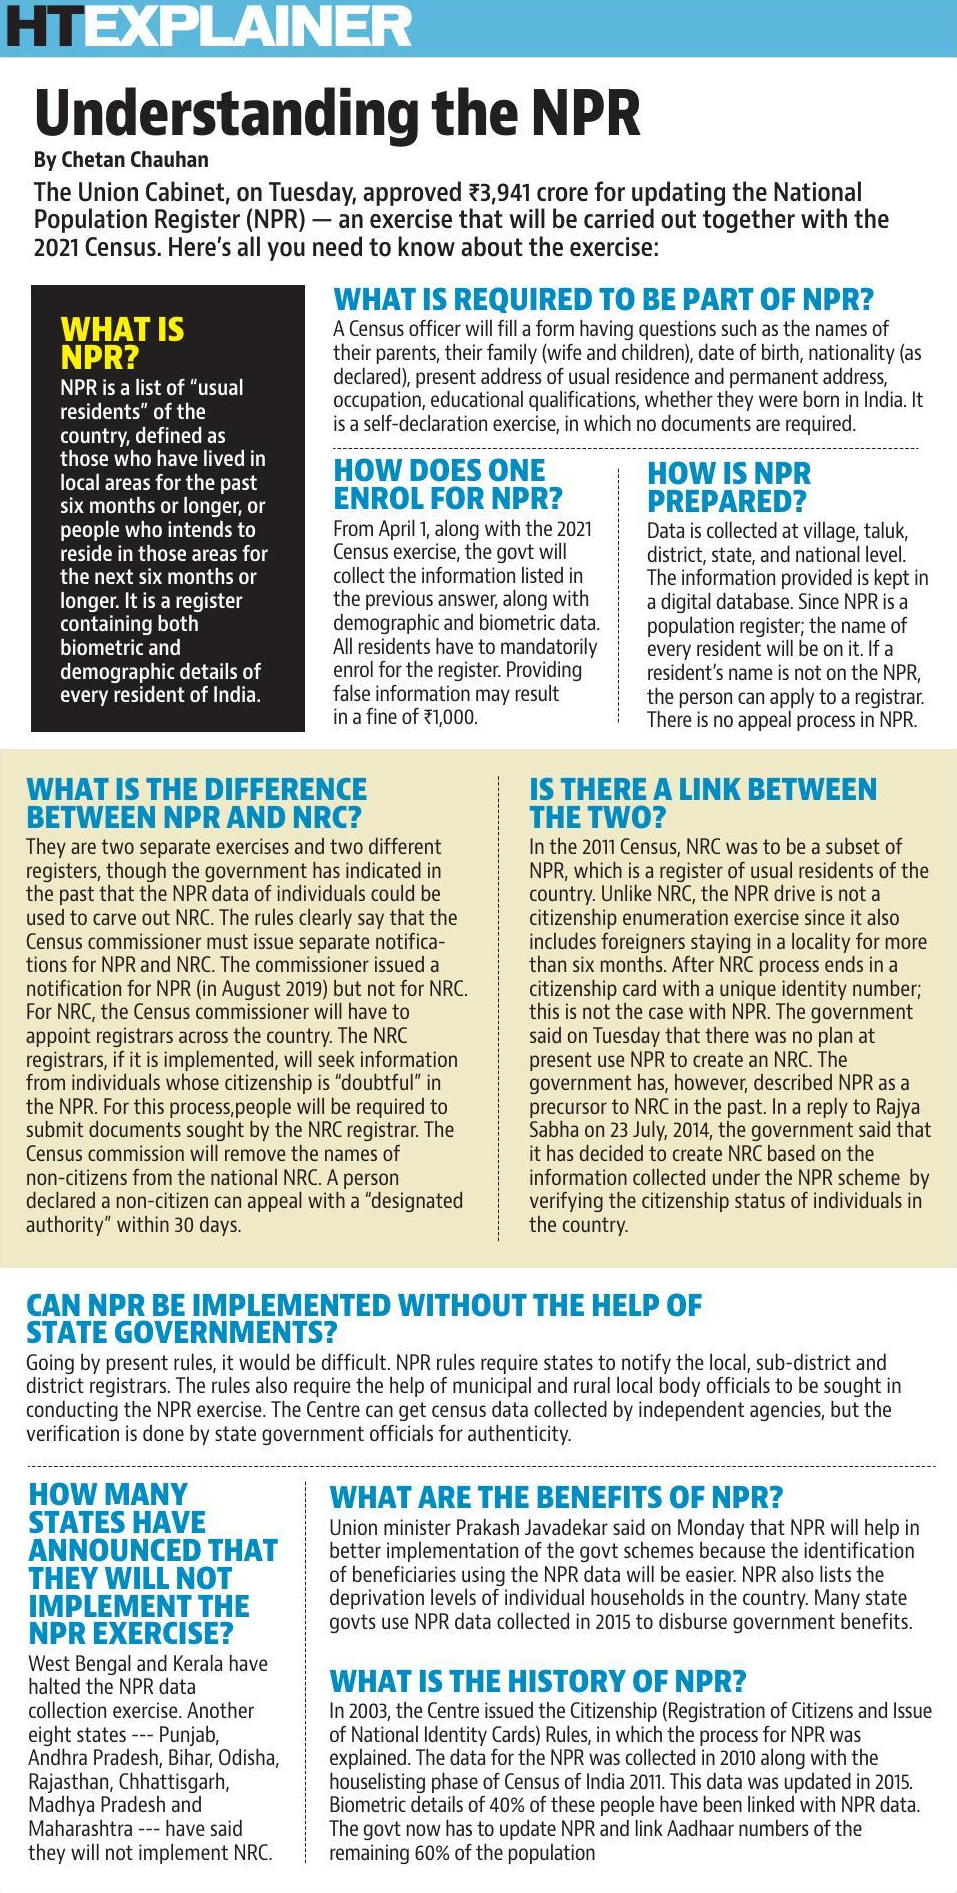 HTEXPLAINER
Understanding the NPR
By Chetan Chauhan
The Union Cabinet, on Tuesday, approved ₹3,941 crore for updating the National
Population Register (NPR) — an exercise that will be carried out together with the
2021 Census. Here's all you need to know about the exercise:
WHAT IS
NPR?
NPR is a list of “usual
residents” of the
country, defined as
those who have lived in
local areas for the past
six months or longer, or
people who intends to
reside in those areas for
the next six months or
longer. It is a register
containing both
biometric and
demographic details of
every resident of India.
WHAT IS REQUIRED TO BE PART OF NPR?
A Census officer will fill a form having questions such as the names of
their parents, their family (wife and children), date of birth, nationality (as
declared), present address of usual residence and permanent address,
occupation, educational qualifications, whether they were born in India. It
is a self-declaration exercise, in which no documents are required.
HOW DOES ONE
ENROL FOR NPR?
From April 1, along with the 2021
Census exercise, the govt will
collect the information listed in
the previous answer, along with
demographic and biometric data.
All residents have to mandatorily
enrol for the register. Providing
false information may result
in a fine of ₹1,000.
HOW IS NPR
PREPARED?
Data is collected at village, taluk,
district, state, and national level.
The information provided is kept in
a digital database. Since NPR is a
population register; the name of
every resident will be on it. If a
resident's name is not on the NPR,
the person can apply to a registrar.
There is no appeal process in NPR.
WHAT IS THE DIFFERENCE
BETWEEN NPR AND NRC?
They are two separate exercises and two different
registers, though the government has indicated in
the past that the NPR data of individuals could be
used to carve out NRC. The rules clearly say that the
Census commissioner must issue separate notifica-
tions for NPR and NRC. The commissioner issued a
notification for NPR (in August 2019) but not for NRC.
For NRC, the Census commissioner will have to
appoint registrars across the country. The NRC
registrars, if it is implemented, will seek information
from individuals whose citizenship is “doubtful” in
the NPR. For this process,people will be required to
submit documents sought by the NRC registrar. The
Census commission will remove the names of
non-citizens from the national NRC. A person
declared a non-citizen can appeal with a “designated
authority” within 30 days.
IS THERE A LINK BETWEEN
THE TWO?
In the 2011 Census, NRC was to be a subset of
NPR, which is a register of usual residents of the
country. Unlike NRC, the NPR drive is not a
citizenship enumeration exercise since it also
includes foreigners staying in a locality for more
than six months. After NRC process ends in a
citizenship card with a unique identity number;
this is not the case with NPR. The government
said on Tuesday that there was no plan at
present use NPR to create an NRC. The
government has, however, described NPR as a
precursor to NRC in the past. In a reply to Rajya
Sabha on 23 July, 2014, the government said that
it has decided to create NRC based on the
information collected under the NPR scheme by
verifying the citizenship status of individuals in
the country.
CAN NPR BE IMPLEMENTED WITHOUT THE HELP OF
STATE GOVERNMENTS?
Going by present rules, it would be difficult. NPR rules require states to notify the local, sub-district and
district registrars. The rules also require the help of municipal and rural local body officials to be sought in
conducting the NPR exercise. The Centre can get census data collected by independent agencies, but the
verification is done by state government officials for authenticity.
HOW MANY
STATES HAVE
ANNOUNCED THAT
THEY WILL NOT
IMPLEMENT THE
NPR EXERCISE?
West Bengal and Kerala have
halted the NPR data
collection exercise. Another
eight states --- Punjab,
Andhra Pradesh, Bihar, Odisha,
Rajasthan, Chhattisgarh,
Madhya Pradesh and
Maharashtra --- have said
they will not implement NRC.
WHAT ARE THE BENEFITS OF NPR?
Union minister Prakash Javadekar said on Monday that NPR will help in
better implementation of the govt schemes because the identification
of beneficiaries using the NPR data will be easier. NPR also lists the
deprivation levels of individual households in the country. Many state
govts use NPR data collected in 2015 to disburse government benefits.
WHAT IS THE HISTORY OF NPR?
In 2003, the Centre issued the Citizenship (Registration of Citizens and Issue
of National Identity Cards) Rules, in which the process for NPR was
explained. The data for the NPR was collected in 2010 along with the
houselisting phase of Census of India 2011. This data was updated in 2015.
Biometric details of 40% of these people have been linked with NPR data.
The govt now has to update NPR and link Aadhaar numbers of the
remaining 60% of the population